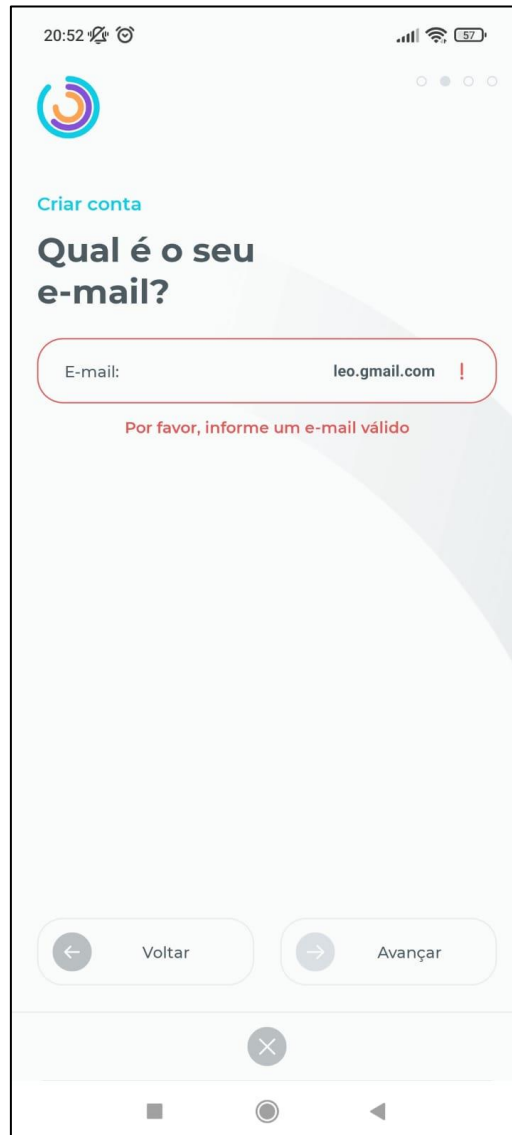 20:52
57
Criar conta
Qual é o seu
e-mail?
E-mail: leo.gmail.com !
Por favor, informe um e-mail válido
Voltar
Avançar